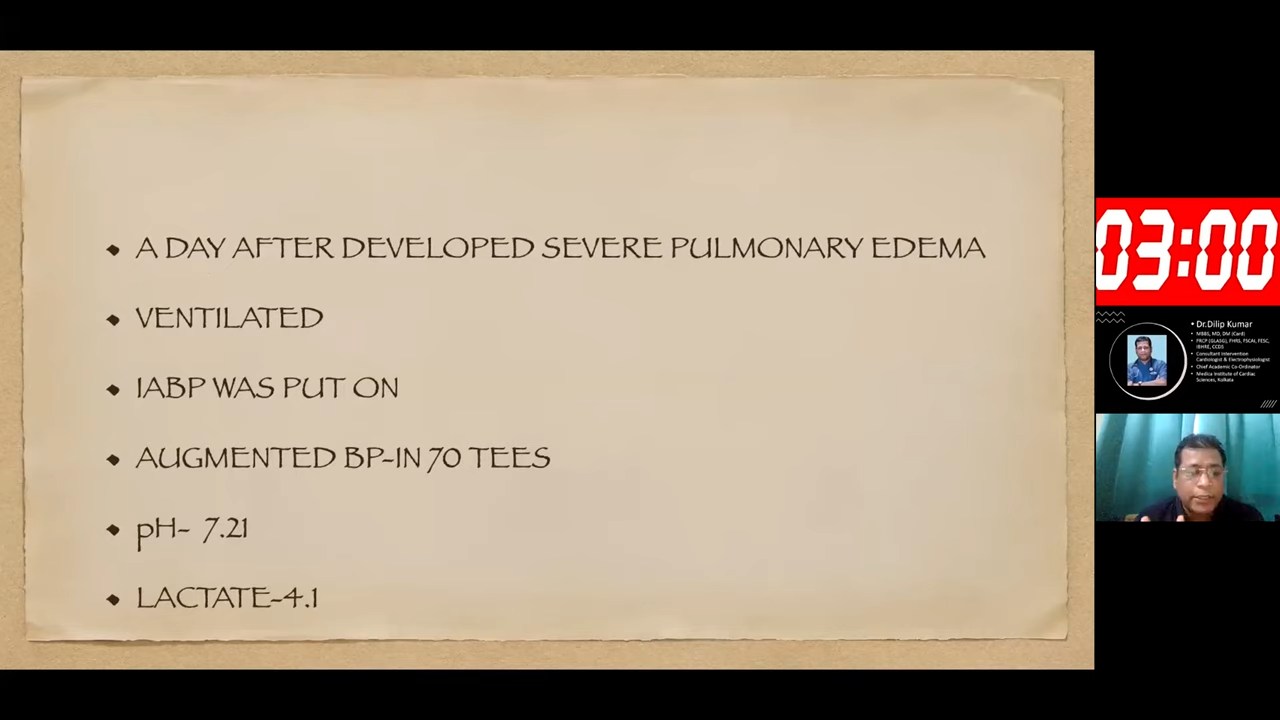 A DAY AFTER DEVELOPED SEVERE PULMONARY EDEMA
VENTILATED
IABP WAS PUT ON
AUGMENTED BP-IN 70 TEES
pH- 7.21
LACTATE-4.1
03:00
• Dr.Dilip Kumar
• MBBS, MD, DM (Card)
• FRCP (GLASG), FHRS, FSCAI, FESC,
IBHRE, CCDS
• Consultant Intervention
Cardiologist & Electrophysiologist
• Chief Academic Co-Ordinator
• Medica Institute of Cardiac
Sciences, Kolkata